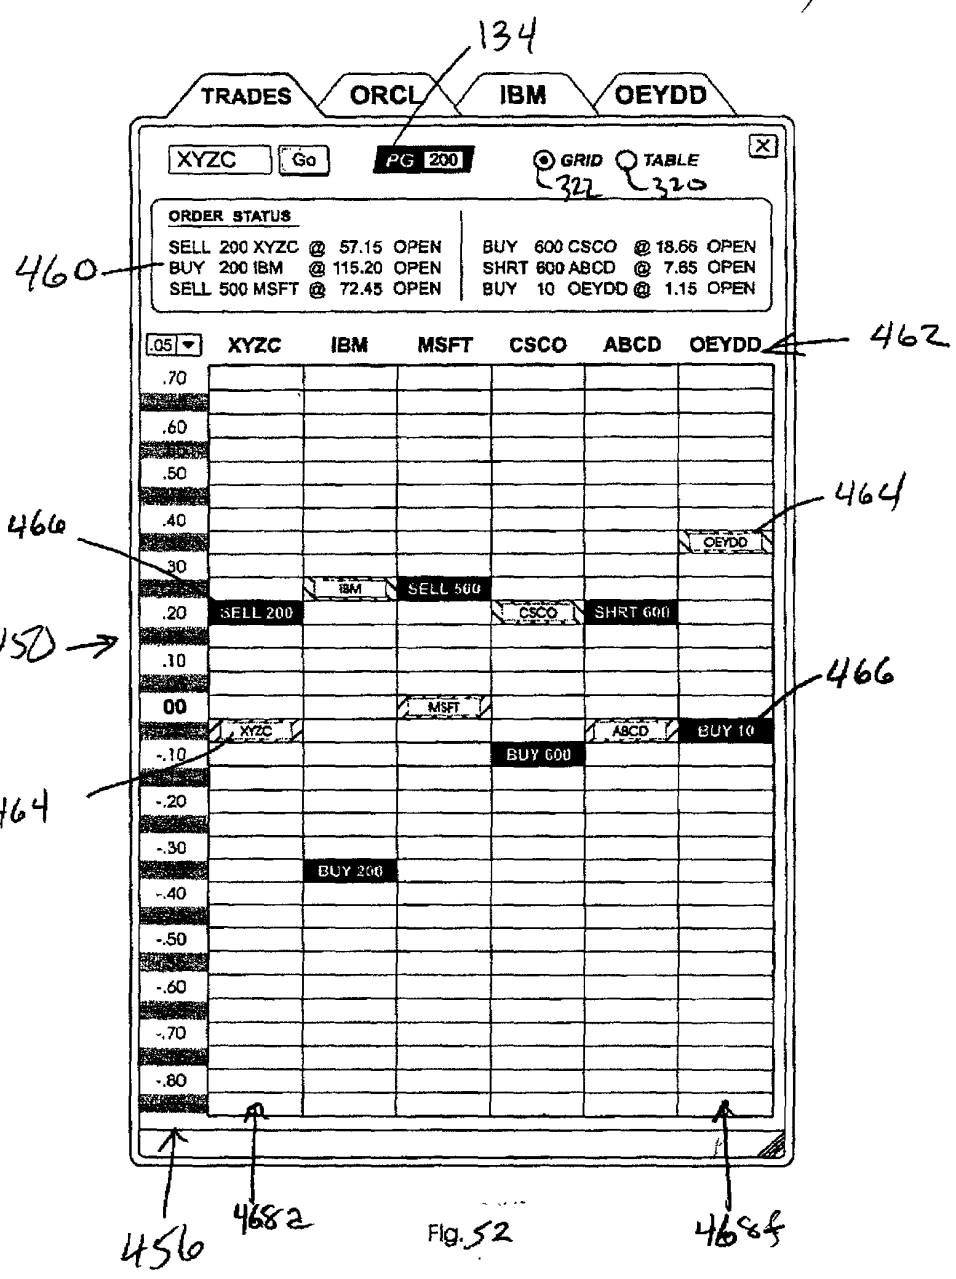 134
TRADES ORCL IBM OEYDD
XYZC Go PG 200 GRID TABLE X
322 320
ORDER STATUS
SELL 200 XYZC @ 57.15 OPEN BUY 600 CSCO @ 18.66 OPEN
460 BUY 200 IBM @ 115.20 OPEN SHRT 600 ABCD @ 7.65 OPEN
SELL 500 MSFT @ 72.45 OPEN BUY 10 OEYDD @ 1.15 OPEN
462
.05 XYZC IBM MSFT CSCO ABCD OEYDD
.70
.60
.50
464
.40
466 OEYDD
.30
IBM SELL 500
.20 SELL 200 CSCO SHRT 600
450
.10
466
00 MSFT
XYZC ABCD BUY 10
-.10 BUY 600
464 -.20
-.30
BUY 200
-.40
-.50
-.60
-.70
-.80
456 468a Fig. 52 468f